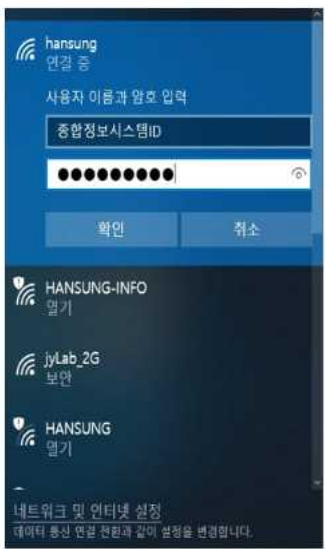 hansung
연결 중
사용자 이름과 암호 입력
종합정보시스템ID
●●●●●●●●●
확인
취소
HANSUNG-INFO
열기
jyLab_2G
보안
HANSUNG
열기
네트워크 및 인터넷 설정
데이터 통신 연결 전환과 같이 설정을 변경합니다.